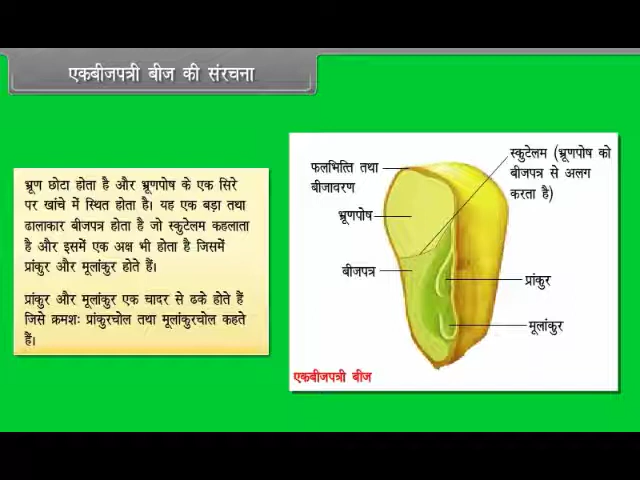 एकबीजपत्री बीज की संरचना
भ्रूण छोटा होता है और भ्रूणपोष के एक सिरे
पर खांचे में स्थित होता है। यह एक बड़ा तथा
ढालाकार बीजपत्र होता है जो स्कुटेलम कहलाता
है और इसमें एक अक्ष भी होता है जिसमें
प्रांकुर और मूलांकुर होते हैं।
प्रांकुर और मूलांकुर एक चादर से ढके होते हैं
जिसे क्रमशः प्रांकुरचोल तथा मूलांकुरचोल कहते
हैं।
फलभित्ति तथा
बीजावरण
भ्रूणपोष
बीजपत्र
स्कुटेलम (भ्रूणपोष को
बीजपत्र से अलग
करता है)
प्रांकुर
मूलांकुर
एकबीजपत्री बीज